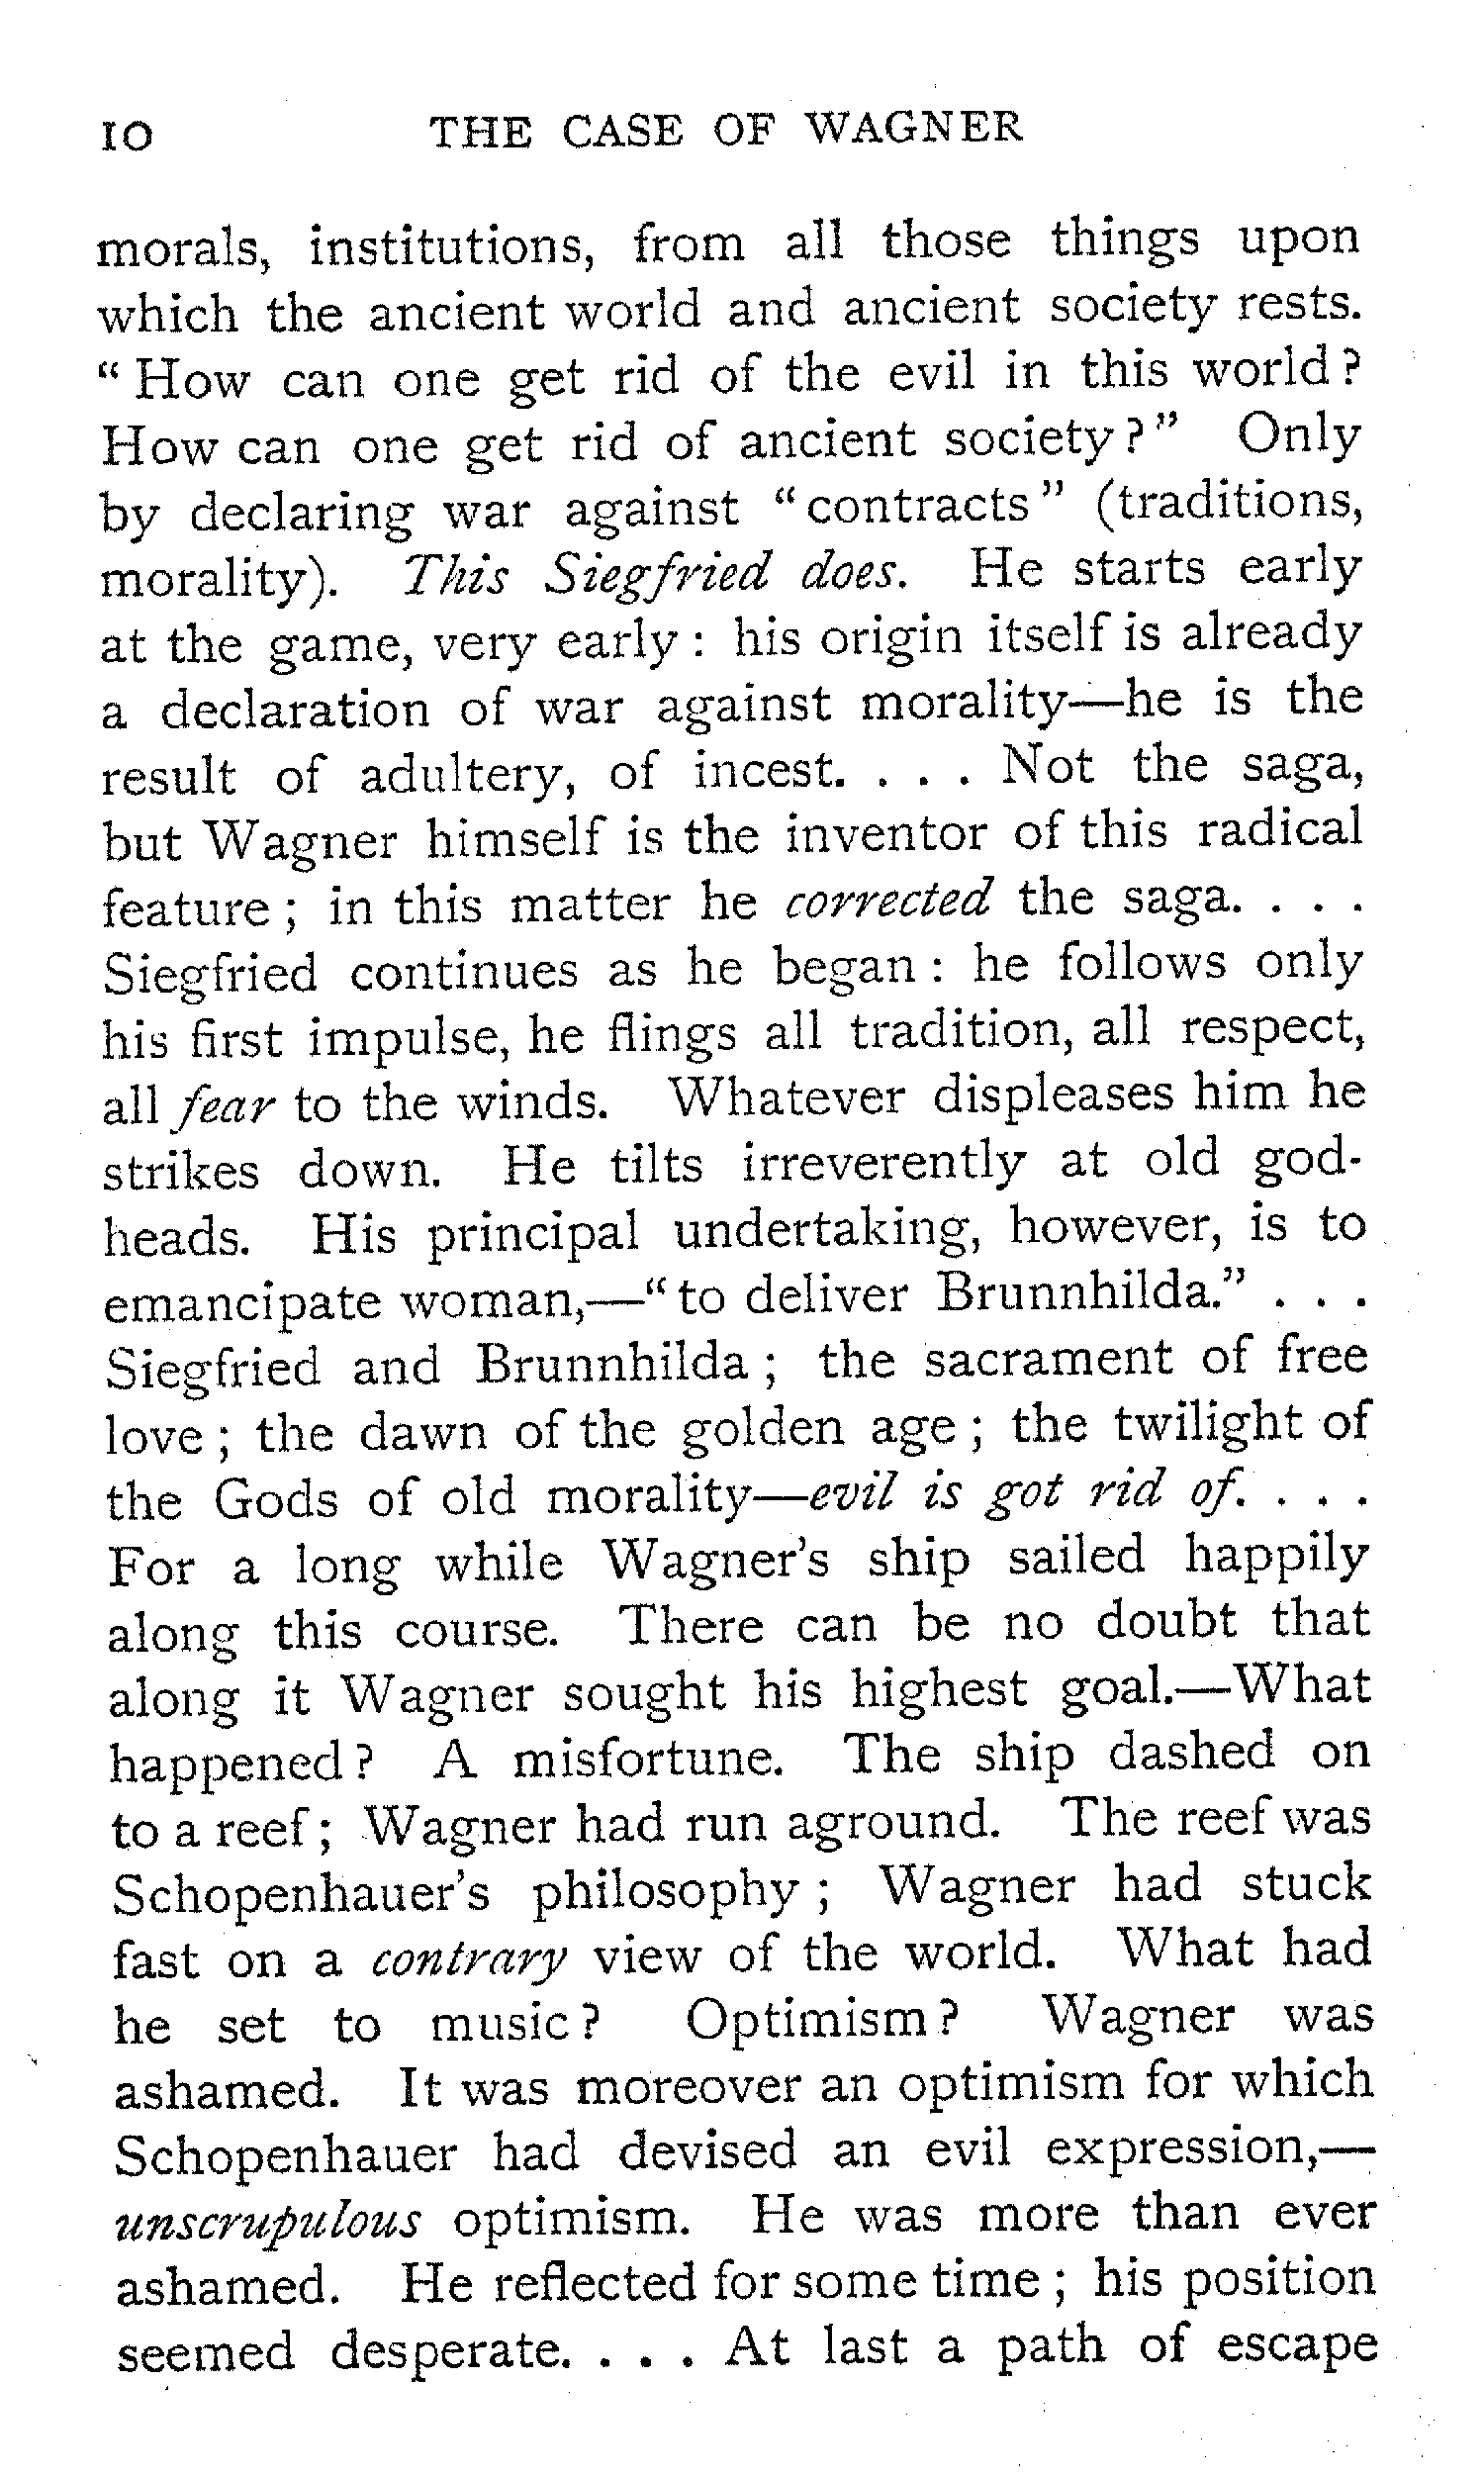 10 THE CASE OF WAGNER
morals, institutions, from all those things upon
which the ancient world and ancient society rests.
“How can one get rid of the evil in this world?
How can one get rid of ancient society?” Only
by declaring war against “contracts” (traditions,
morality). This Siegfried does. He starts early
at the game, very early: his origin itself is already
a declaration of war against morality—he is the
result of adultery, of incest. . . . Not the saga,
but Wagner himself is the inventor of this radical
feature; in this matter he corrected the saga. . . .
Siegfried continues as he began: he follows only
his first impulse, he flings all tradition, all respect,
all fear to the winds. Whatever displeases him he
strikes down. He tilts irreverently at old god-
heads. His principal undertaking, however, is to
emancipate woman,—“to deliver Brunnhilda.” . . .
Siegfried and Brunnhilda; the sacrament of free
love; the dawn of the golden age; the twilight of
the Gods of old morality—evil is got rid of. . . .
For a long while Wagner's ship sailed happily
along this course. There can be no doubt that
along it Wagner sought his highest goal.—What
happened? A misfortune. The ship dashed on
to a reef; Wagner had run aground. The reef was
Schopenhauer's philosophy; Wagner had stuck
fast on a contrary view of the world. What had
he set to music? Optimism? Wagner was
ashamed. It was moreover an optimism for which
Schopenhauer had devised an evil expression,—
unscrupulous optimism. He was more than ever
ashamed. He reflected for some time; his position
seemed desperate. . . . At last a path of escape